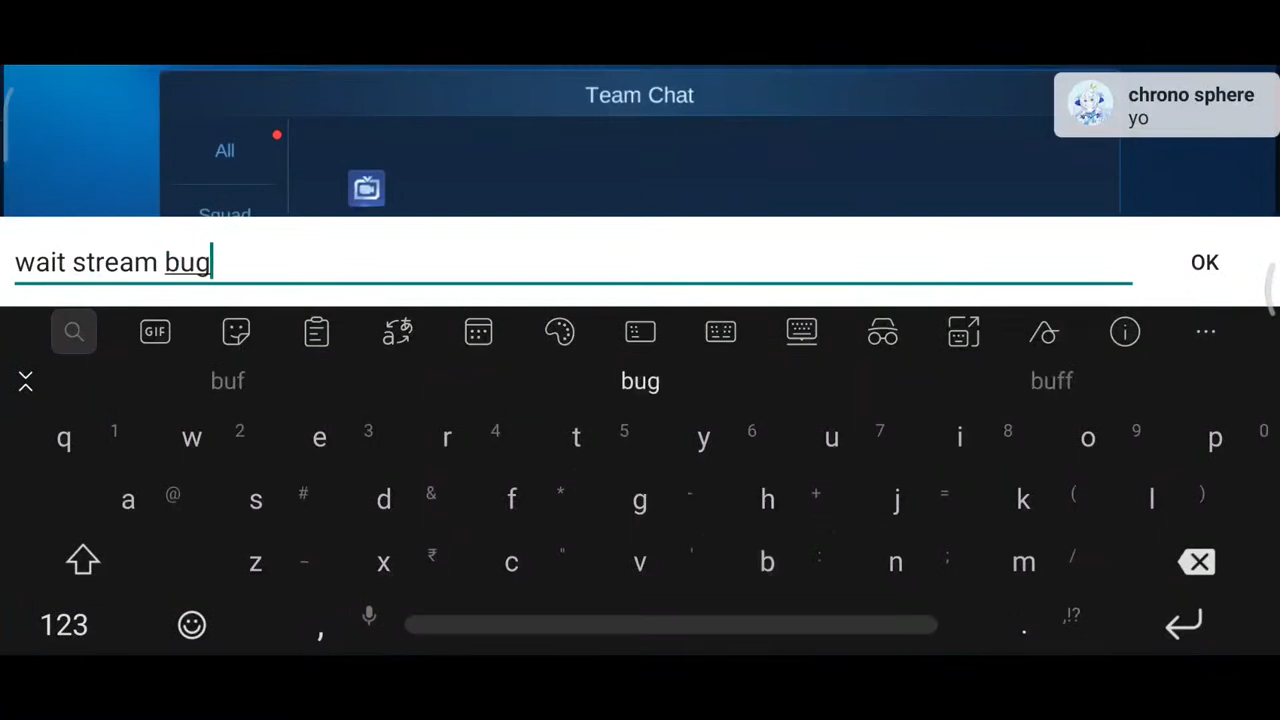 Team Chat
chrono sphere
yo
All
Squad
wait stream bug
OK
GIF
buf bug buff
q 1 w 2 e 3 r 4 t 5 y 6 u 7 i 8 o 9 p 0
a @ s # d & f * g - h + j = k ( l )
z _ x ₹ c " v ' b : n ; m /
123 , . ,!?